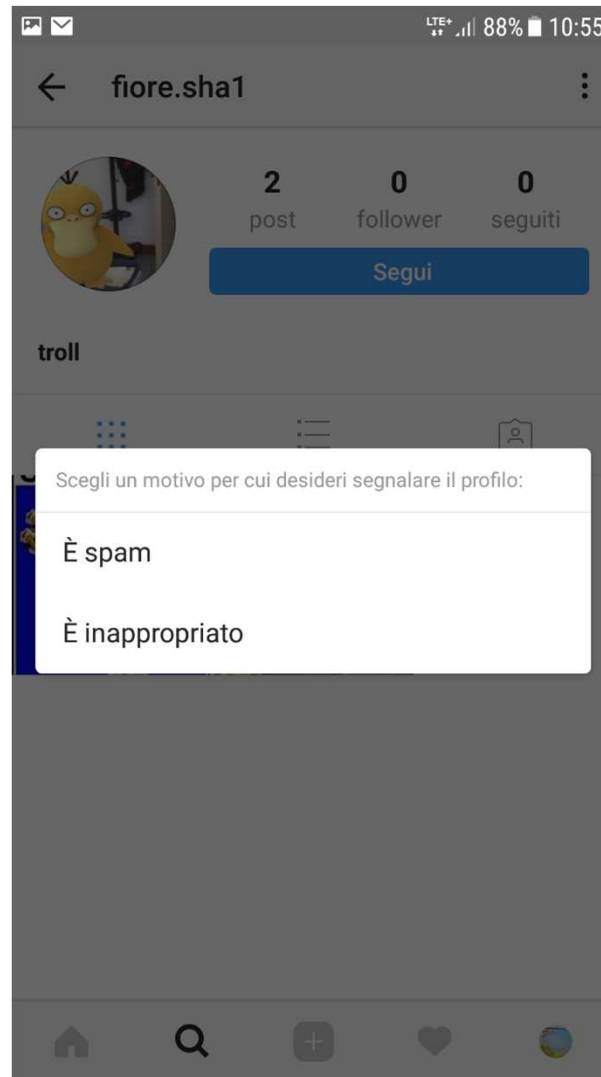 LTE+ 88% 10:55
fiore.sha1
2 0 0
post follower seguiti
Segui
troll
Scegli un motivo per cui desideri segnalare il profilo:
È spam
È inappropriato